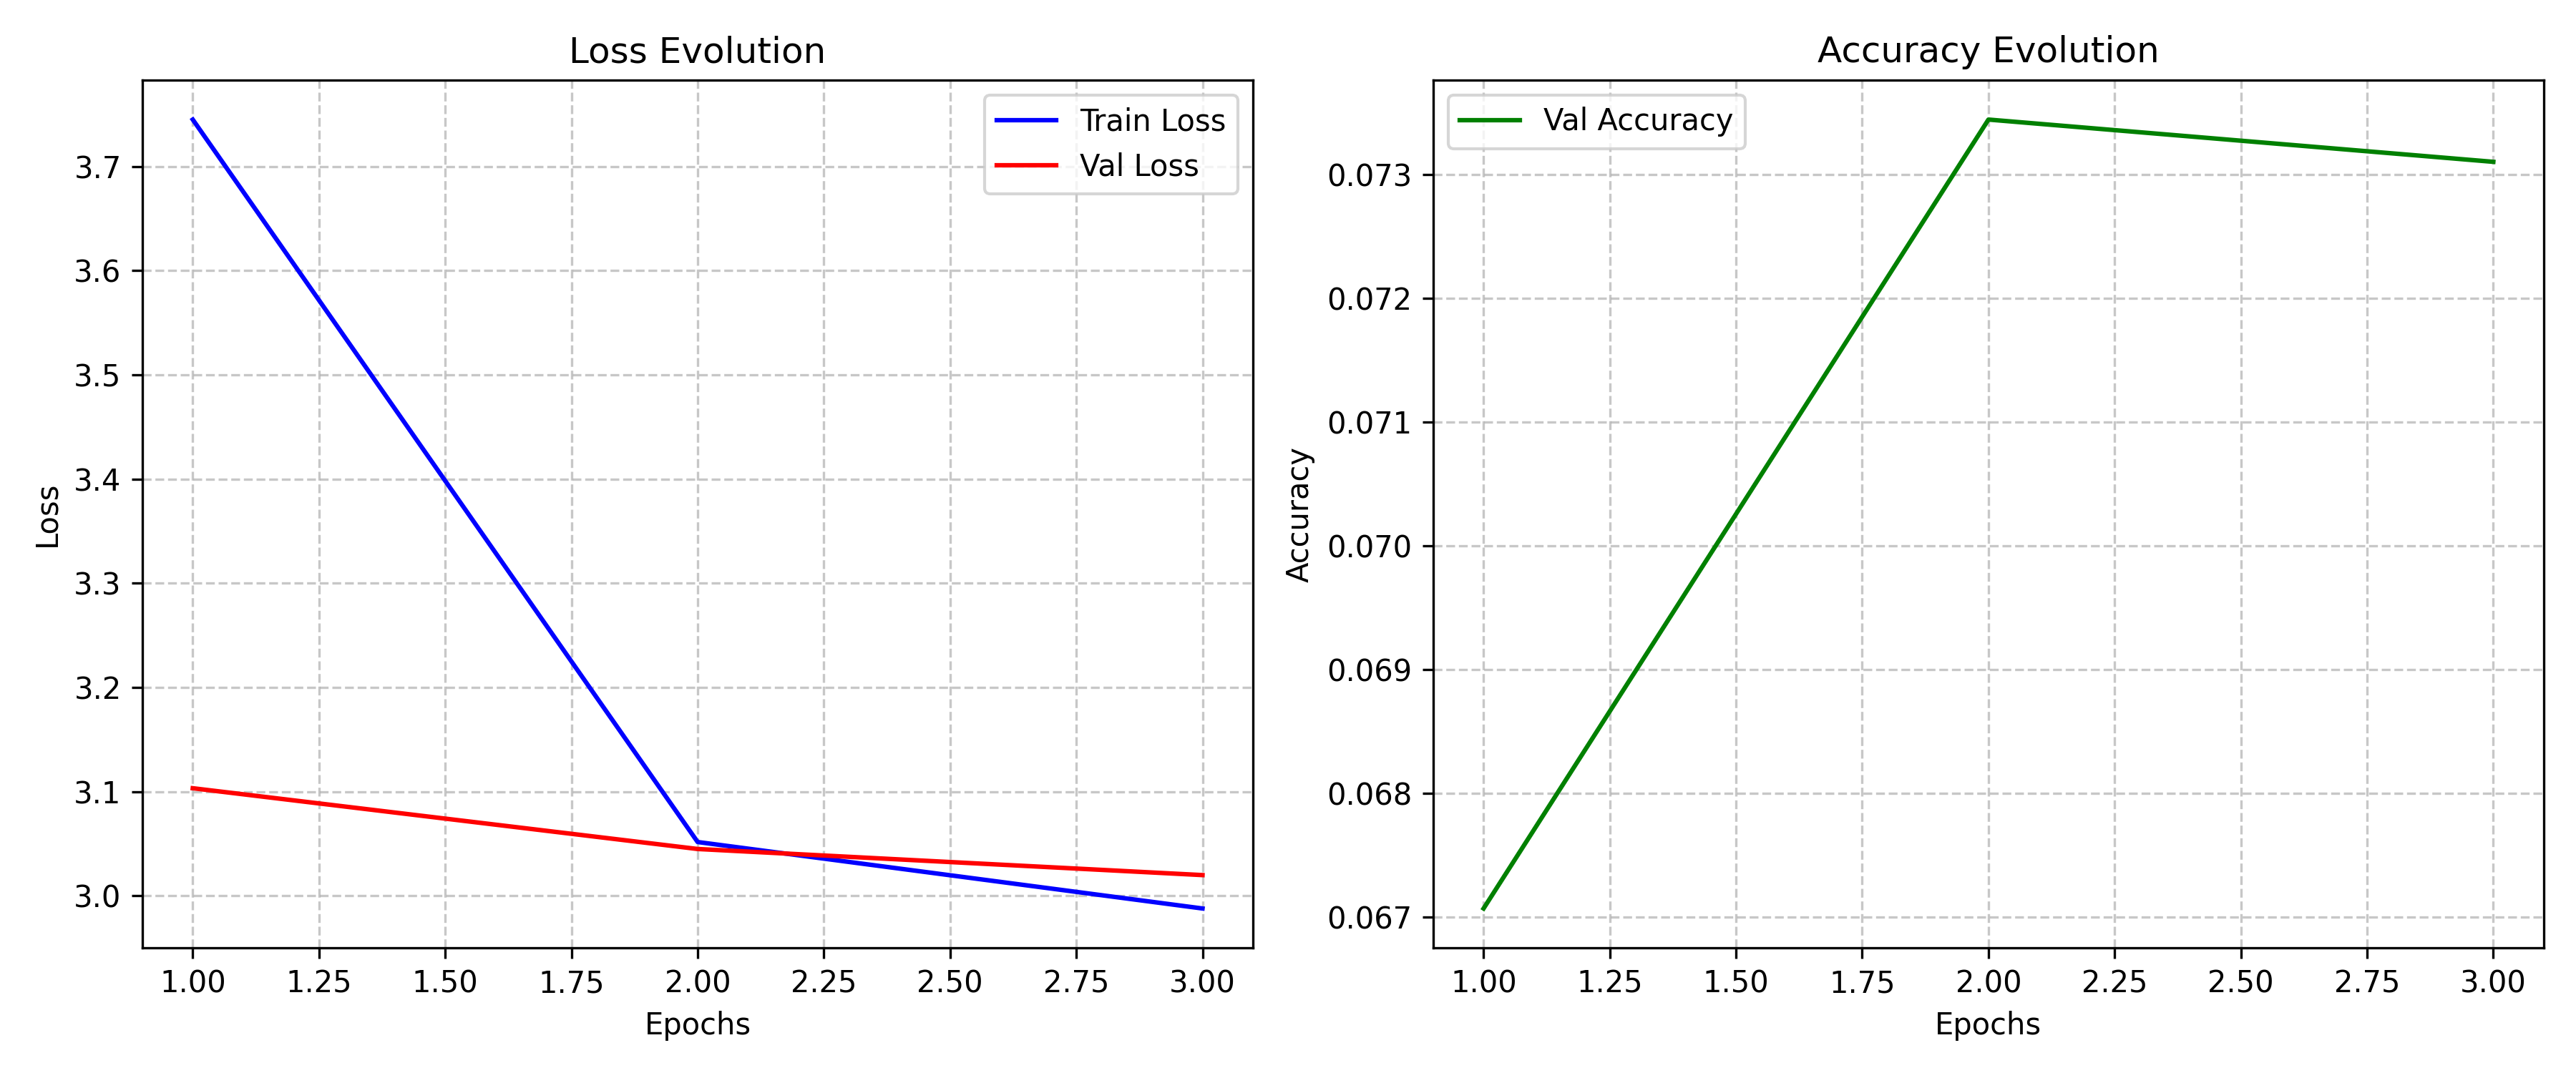 Loss Evolution
Train Loss
Val Loss
3.7
3.6
3.5
3.4
3.3
3.2
3.1
3.0
Loss
1.00 1.25 1.50 1.75 2.00 2.25 2.50 2.75 3.00
Epochs
Accuracy Evolution
Val Accuracy
0.073
0.072
0.071
0.070
0.069
0.068
0.067
Accuracy
1.00 1.25 1.50 1.75 2.00 2.25 2.50 2.75 3.00
Epochs